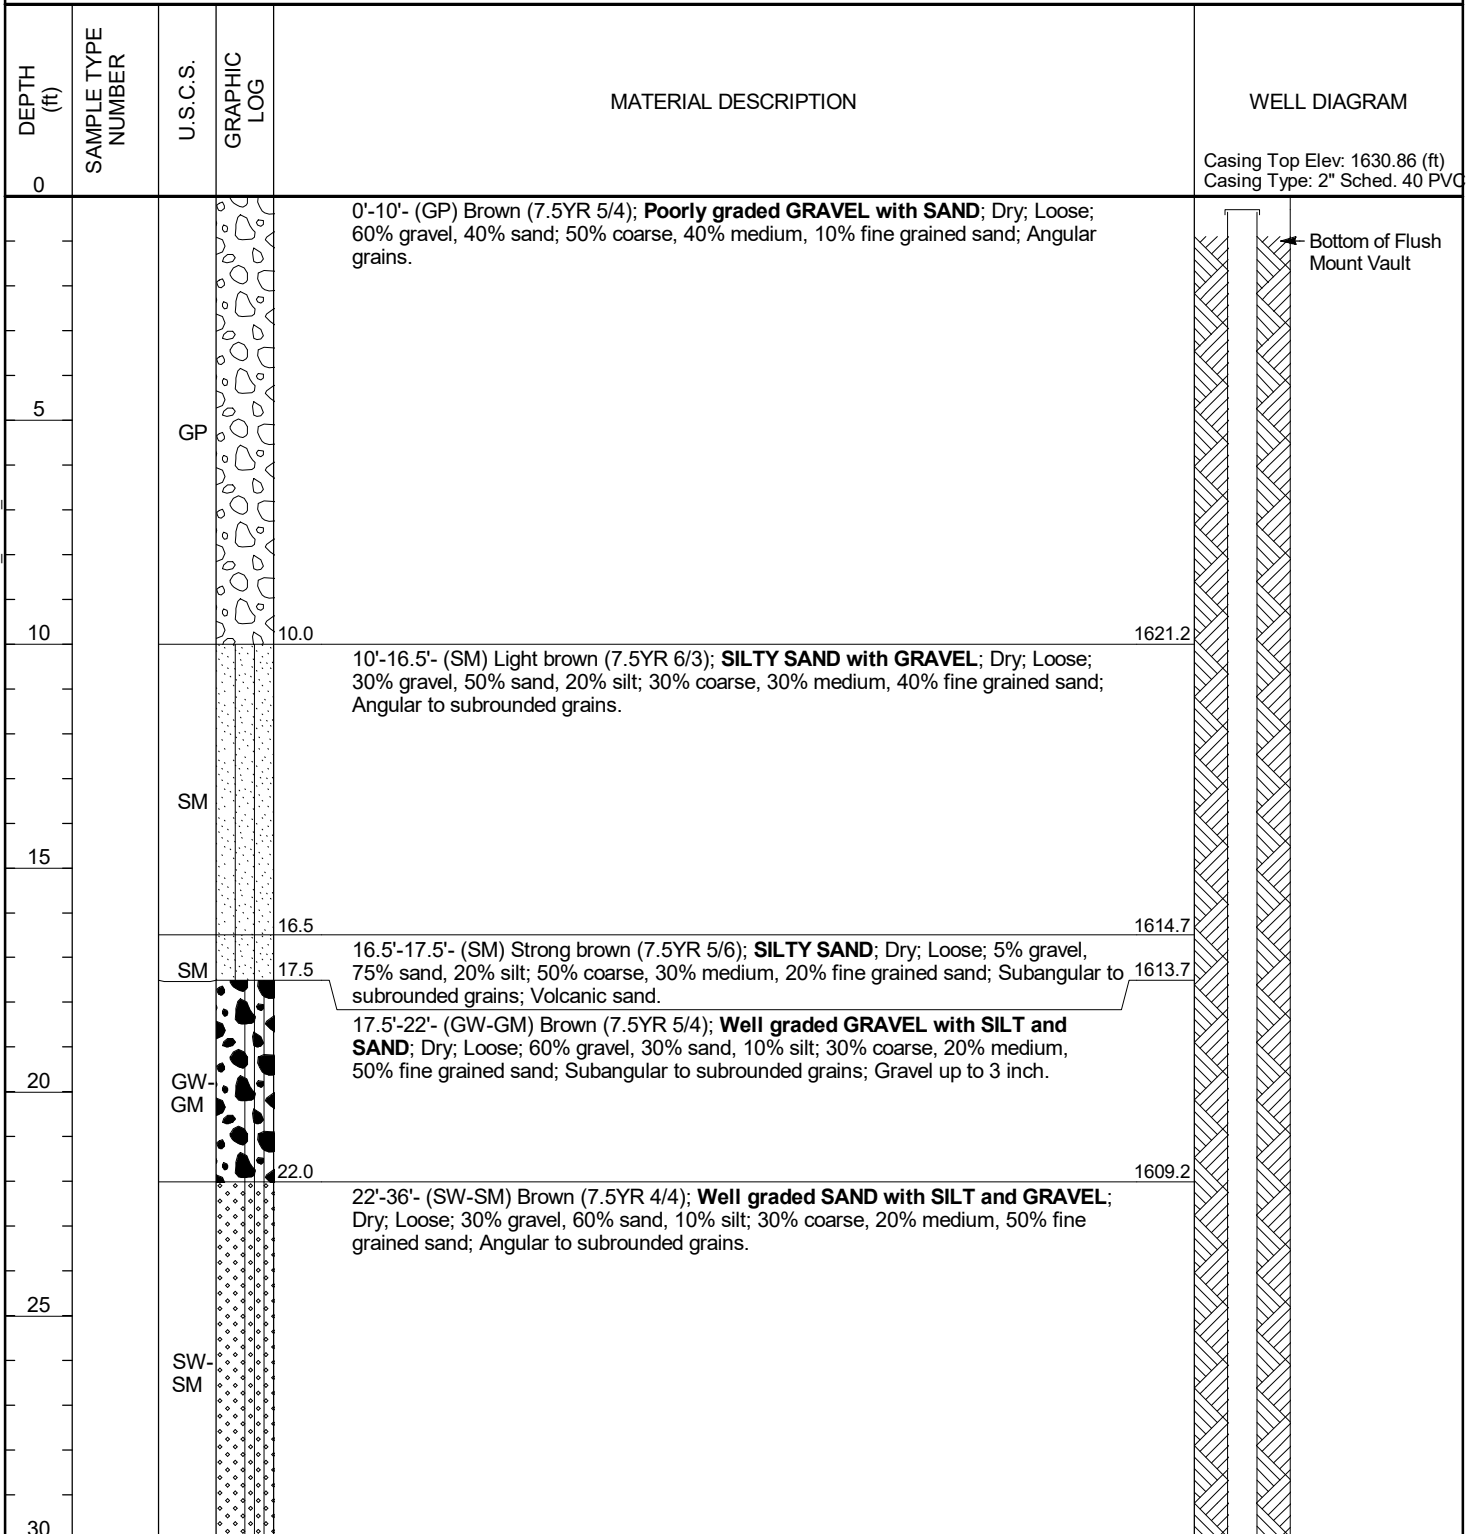 DEPTH
(ft)
SAMPLE TYPE
NUMBER
U.S.C.S.
GRAPHIC
LOG
MATERIAL DESCRIPTION
WELL DIAGRAM
Casing Top Elev: 1630.86 (ft)
Casing Type: 2" Sched. 40 PVC
0
0'-10'- (GP) Brown (7.5YR 5/4); Poorly graded GRAVEL with SAND; Dry; Loose;
60% gravel, 40% sand; 50% coarse, 40% medium, 10% fine grained sand; Angular
grains.
Bottom of Flush
Mount Vault
5
GP
10
10.0
1621.2
10'-16.5'- (SM) Light brown (7.5YR 6/3); SILTY SAND with GRAVEL; Dry; Loose;
30% gravel, 50% sand, 20% silt; 30% coarse, 30% medium, 40% fine grained sand;
Angular to subrounded grains.
SM
15
16.5
1614.7
16.5'-17.5'- (SM) Strong brown (7.5YR 5/6); SILTY SAND; Dry; Loose; 5% gravel,
75% sand, 20% silt; 50% coarse, 30% medium, 20% fine grained sand; Subangular to
subrounded grains; Volcanic sand.
SM
17.5
1613.7
17.5'-22'- (GW-GM) Brown (7.5YR 5/4); Well graded GRAVEL with SILT and
SAND; Dry; Loose; 60% gravel, 30% sand, 10% silt; 30% coarse, 20% medium,
50% fine grained sand; Subangular to subrounded grains; Gravel up to 3 inch.
20
GW-
GM
22.0
1609.2
22'-36'- (SW-SM) Brown (7.5YR 4/4); Well graded SAND with SILT and GRAVEL;
Dry; Loose; 30% gravel, 60% sand, 10% silt; 30% coarse, 20% medium, 50% fine
grained sand; Angular to subrounded grains.
25
SW-
SM
30